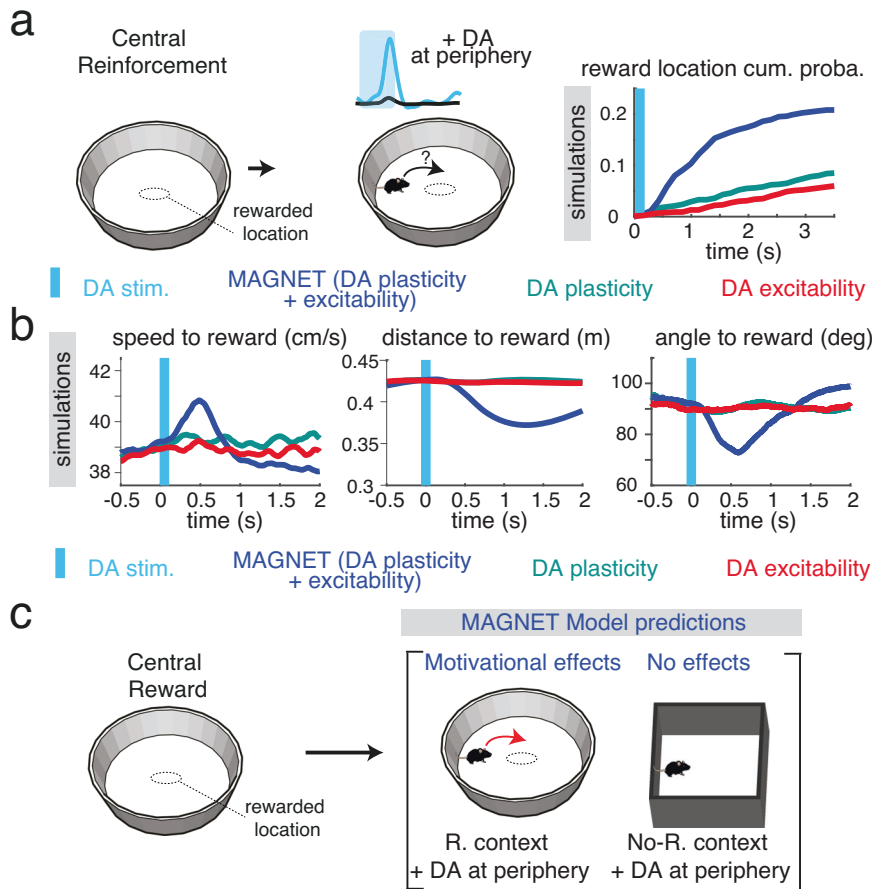 a
Central
Reinforcement
+ DA
at periphery
?
rewarded
location
reward location cum. proba.
simulations
0.2
0.1
0
0
1
2
3
time (s)
DA stim.
MAGNET (DA plasticity
+ excitability)
DA plasticity
DA excitability
b
simulations
speed to reward (cm/s)
42
40
38
-0.5
0
0.5
1
1.5
2
time (s)
distance to reward (m)
0.45
0.4
0.35
0.3
-0.5
0
0.5
1
1.5
2
time (s)
angle to reward (deg)
100
80
60
-0.5
0
0.5
1
1.5
2
time (s)
DA stim.
MAGNET (DA plasticity
+ excitability)
DA plasticity
DA excitability
c
MAGNET Model predictions
Central
Reward
rewarded
location
Motivational effects
No effects
R. context
+ DA at periphery
No-R. context
+ DA at periphery